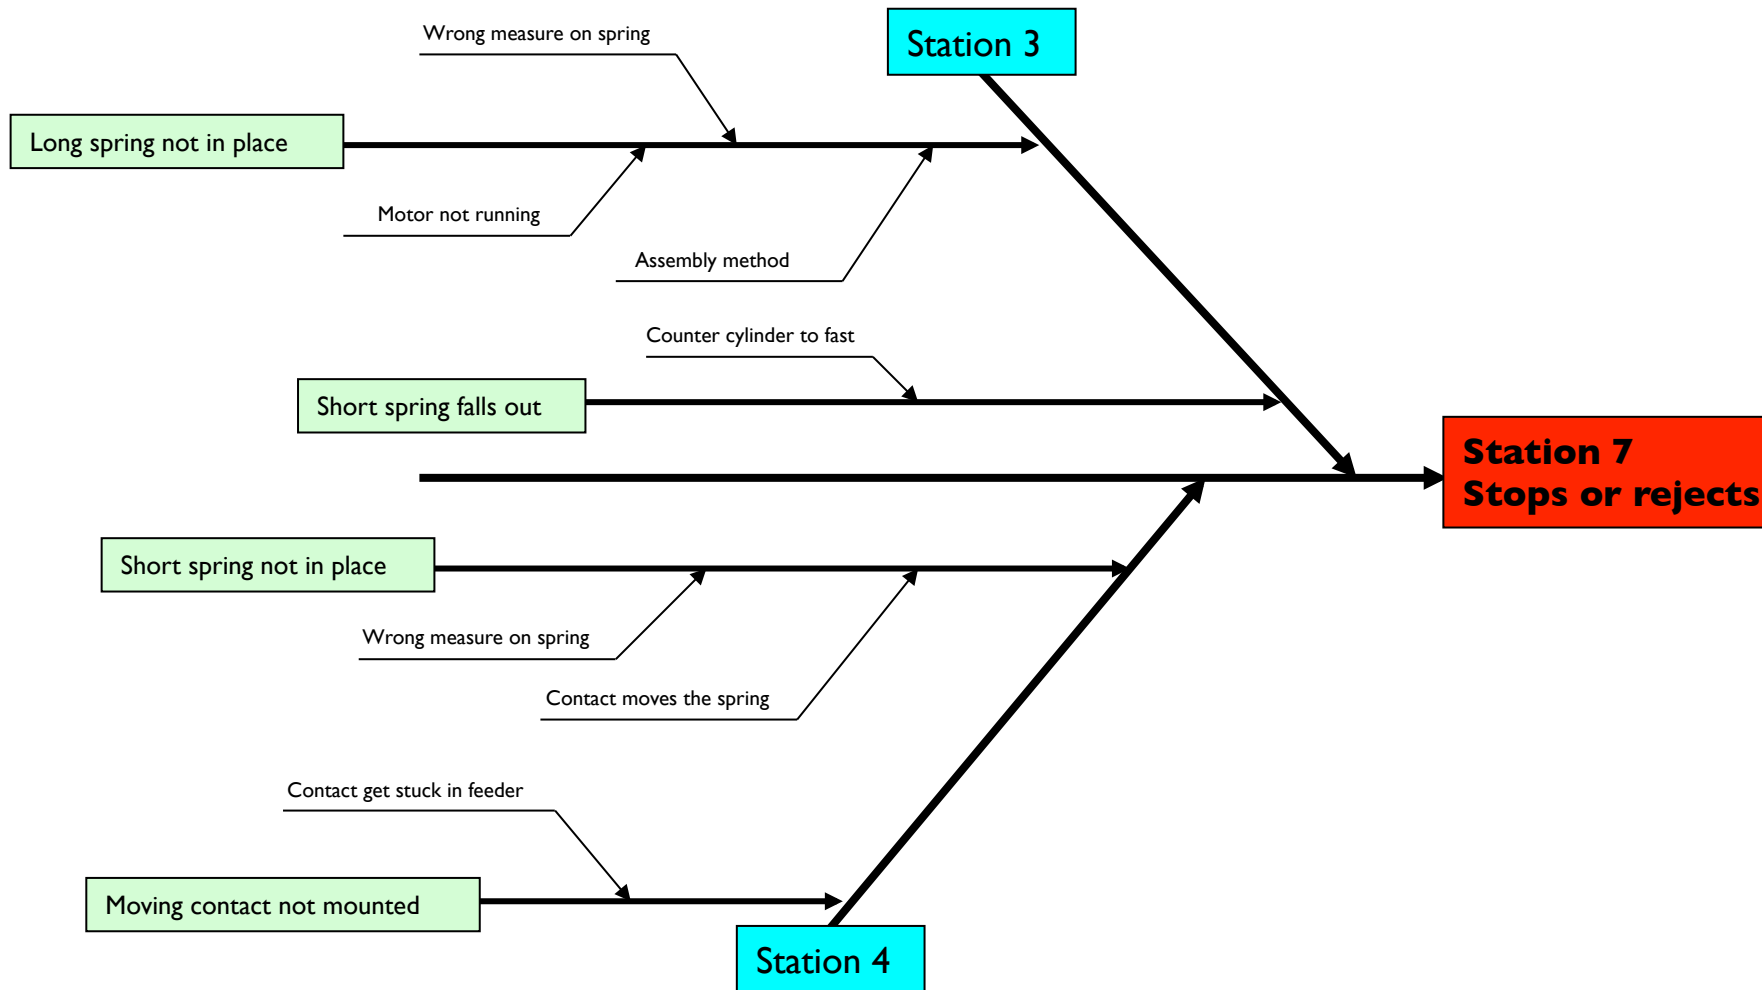 Wrong measure on spring
Station 3
Long spring not in place
Motor not running
Assembly method
Counter cylinder to fast
Short spring falls out
Station 7
Stops or rejects
Short spring not in place
Wrong measure on spring
Contact moves the spring
Contact get stuck in feeder
Moving contact not mounted
Station 4